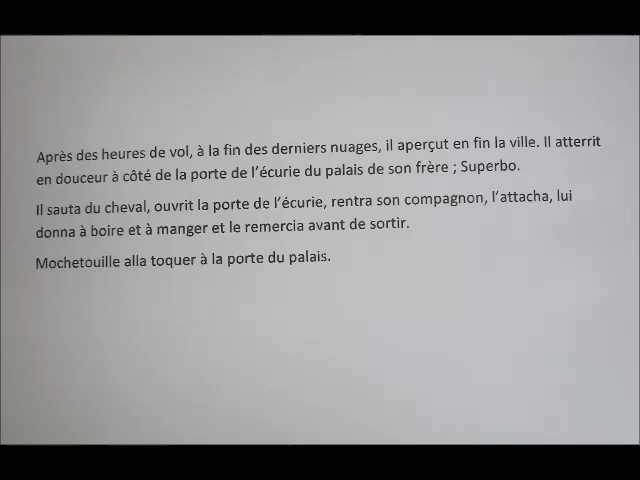 Après des heures de vol, à la fin des derniers nuages, il aperçut en fin la ville. Il atterrit
en douceur à côté de la porte de l'écurie du palais de son frère ; Superbo.
Il sauta du cheval, ouvrit la porte de l'écurie, rentra son compagnon, l'attacha, lui
donna à boire et à manger et le remercia avant de sortir.
Mochetouille alla toquer à la porte du palais.